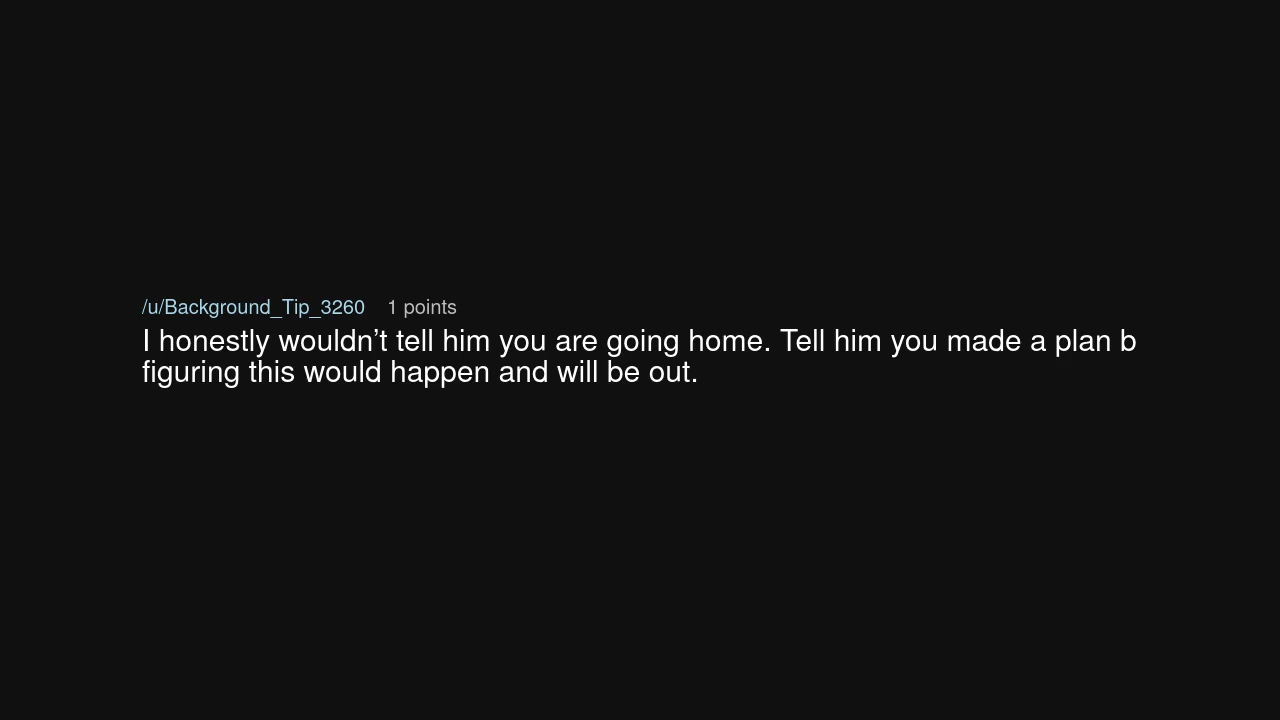 /u/Background_Tip_3260 1 points
I honestly wouldn’t tell him you are going home. Tell him you made a plan b
figuring this would happen and will be out.